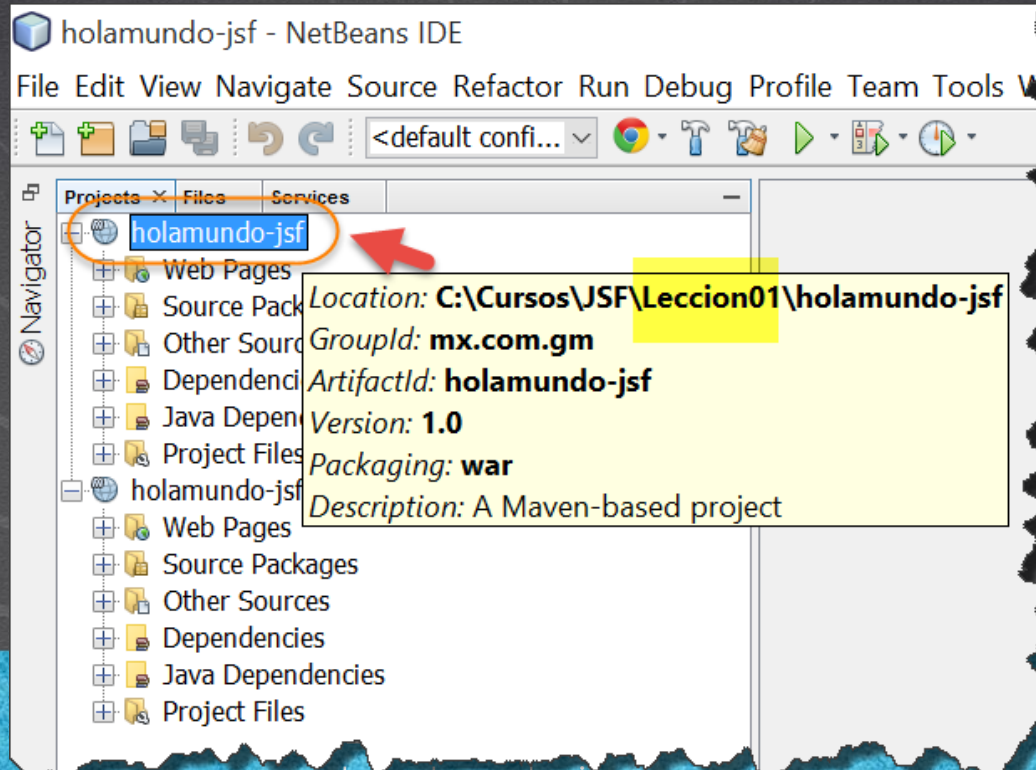 holamundo-jsf - NetBeans IDE
File Edit View Navigate Source Refactor Run Debug Profile Team Tools
<default confi...
Projects × Files Services
Navigator
holamundo-jsf
Web Pages
Source Pack
Other Sourc
Dependenci
Java Depen
Project Files
Location: C:\Cursos\JSF\Leccion01\holamundo-jsf
GroupId: mx.com.gm
ArtifactId: holamundo-jsf
Version: 1.0
Packaging: war
Description: A Maven-based project
holamundo-jsf
Web Pages
Source Packages
Other Sources
Dependencies
Java Dependencies
Project Files